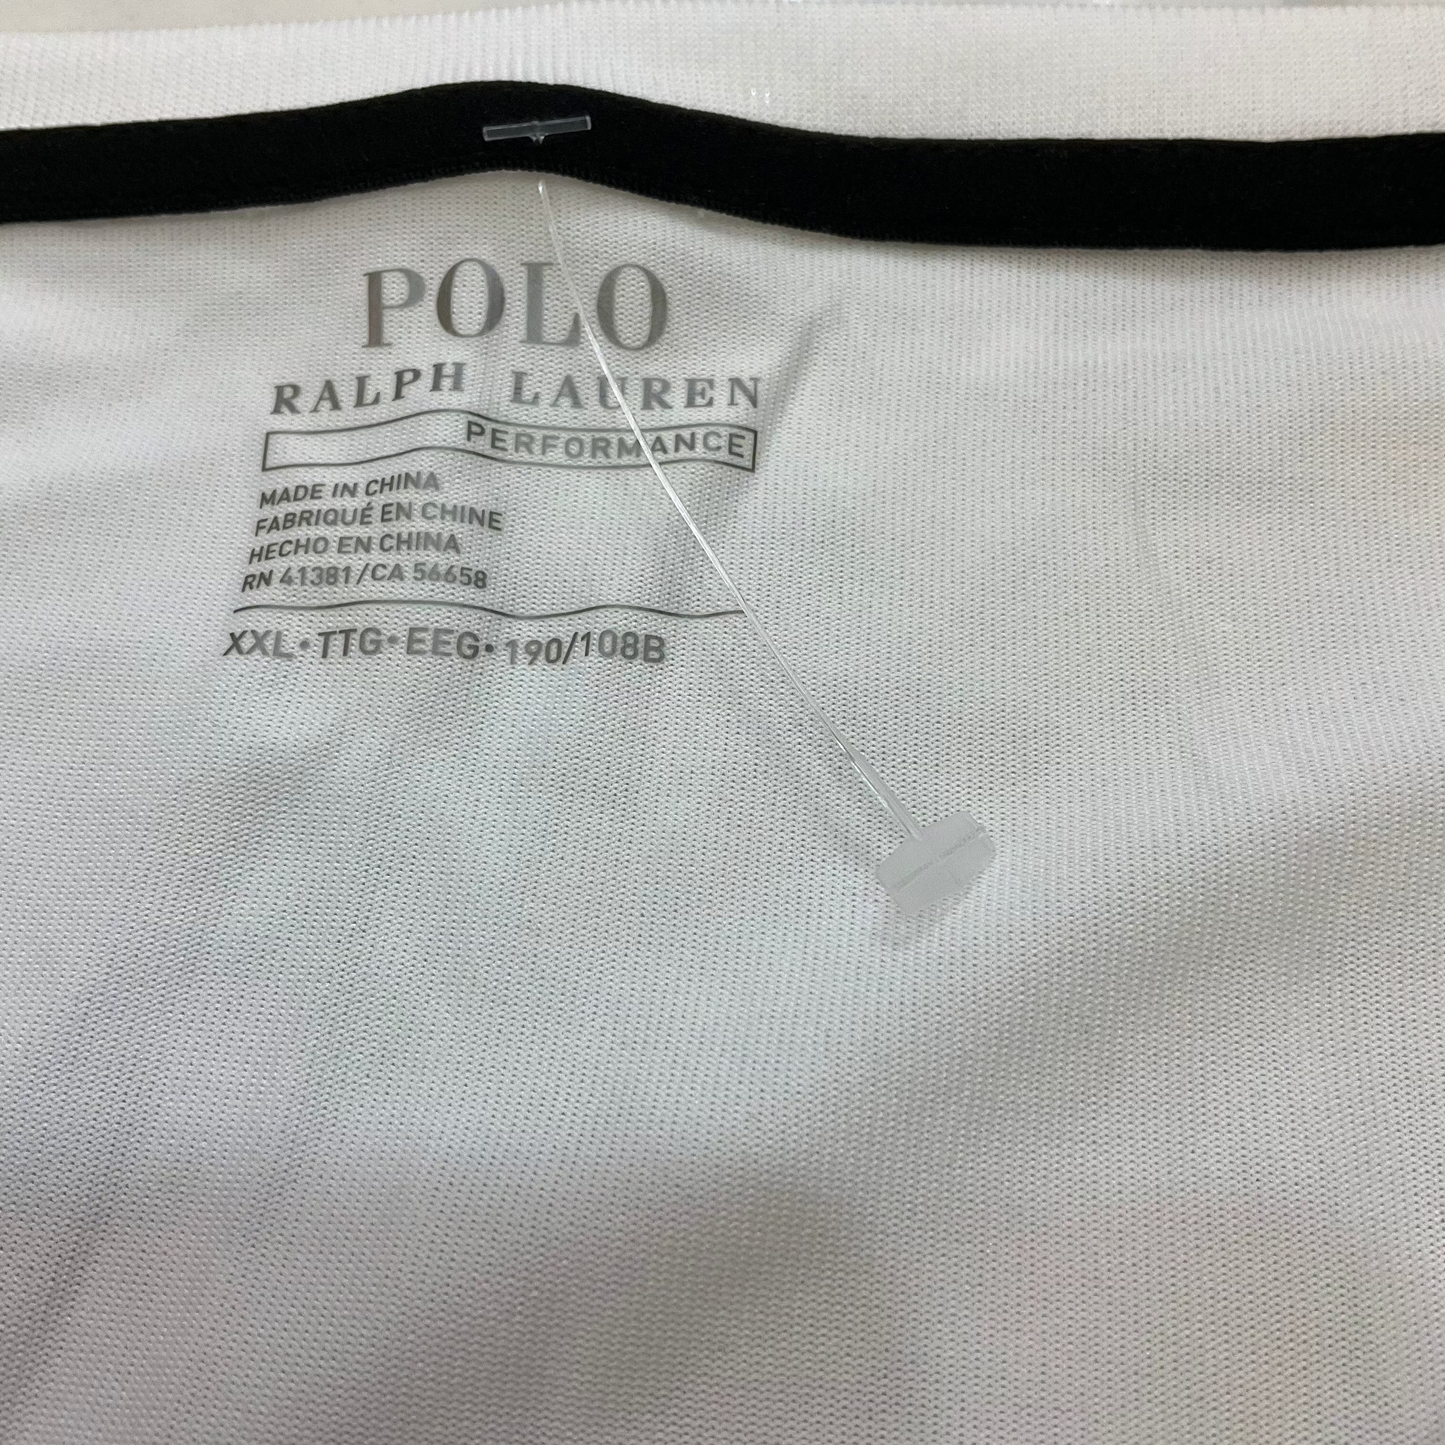 POLO
RALPH LAUREN
PERFORMANCE
MADE IN CHINA
FABRIQUÉ EN CHINE
HECHO EN CHINA
RN 41381/CA 56658
XXL•TTG•EEG•190/108B